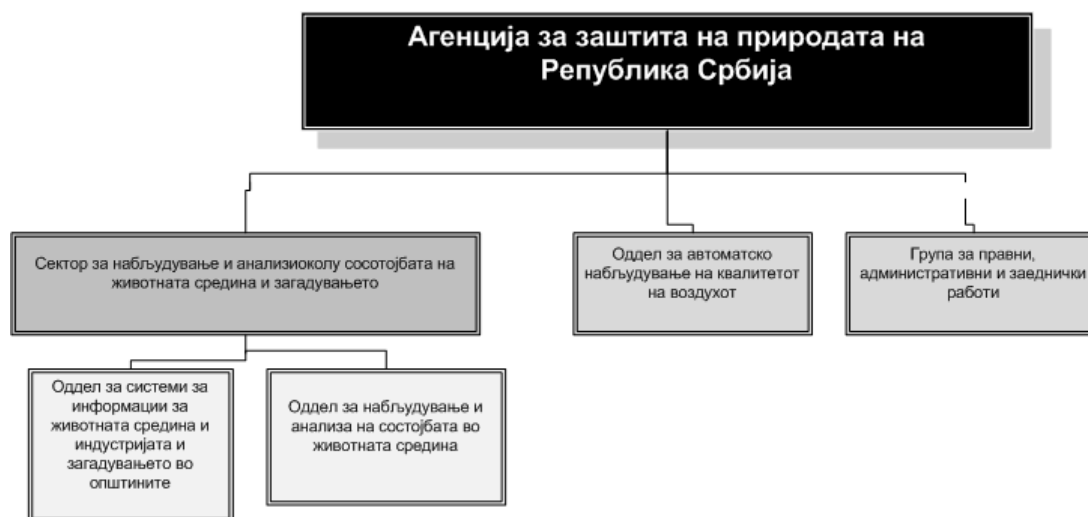 Агенција за заштита на природата на
Република Србија
Сектор за набљудување и анализиоколу сосотојбата на
животната средина и загадувањето
Оддел за автоматско
набљудување на квалитетот
на воздухот
Група за правни,
административни и заеднички
работи
Оддел за системи за
информации за
животната средина и
индустријата и
загадувањето во
општините
Оддел за набљудување и
анализа на состојбата во
животната средина